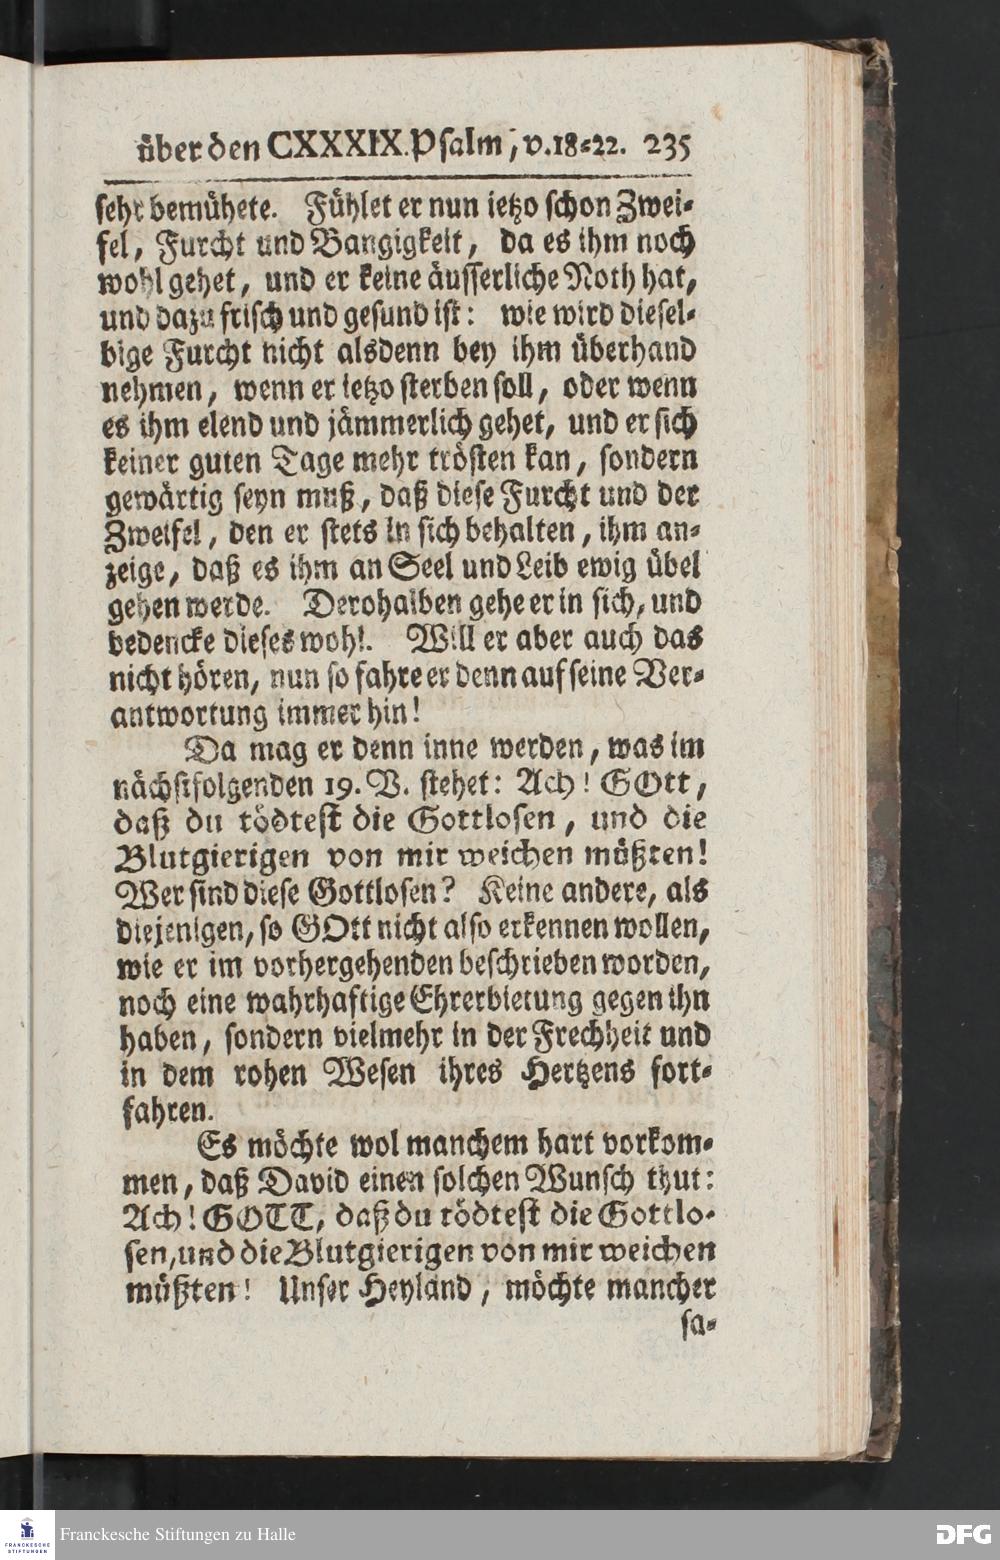 über den CXXXIX. Psalm, v. 18-22. 235
sehr bemühete. Fühlet er nun ietzo schon Zwei-
fel, Furcht und Bangigkeit, da es ihm noch
wohl gehet, und er keine äusserliche Noth hat,
und dazu frisch und gesund ist: wie wird diesel-
bige Furcht nicht alsdenn bey ihm überhand
nehmen, wenn er ietzo sterben soll, oder wenn
es ihm elend und jämmerlich gehet, und er sich
keiner guten Tage mehr trösten kan, sondern
gewärtig seyn muß, daß diese Furcht und der
Zweifel, den er stets in sich behalten, ihm an-
zeige, daß es ihm an Seel und Leib ewig übel
gehen werde. Derohalben gehe er in sich, und
bedencke dieses wohl. Will er aber auch das
nicht hören, nun so fahre er denn auf seine Ver-
antwortung immer hin!
Da mag er denn inne werden, was im
nächstfolgenden 19. V. stehet: Ach! GOtt,
daß du tödtest die Gottlosen, und die
Blutgierigen von mir weichen müßten!
Wer sind diese Gottlosen? Keine andere, als
diejenigen, so GOtt nicht also erkennen wollen,
wie er im vorhergehenden beschrieben worden,
noch eine wahrhaftige Ehrerbietung gegen ihn
haben, sondern vielmehr in der Frechheit und
in dem rohen Wesen ihres Hertzens fort-
fahren.
Es möchte wol manchem hart vorkom-
men, daß David einen solchen Wunsch thut:
Ach! GOTT, daß du tödtest die Gottlo-
sen, und die Blutgierigen von mir weichen
müßten! Unser Heyland, möchte mancher
sa-
FRANCKESCHE
STIFTUNGEN
Franckesche Stiftungen zu Halle
DFG